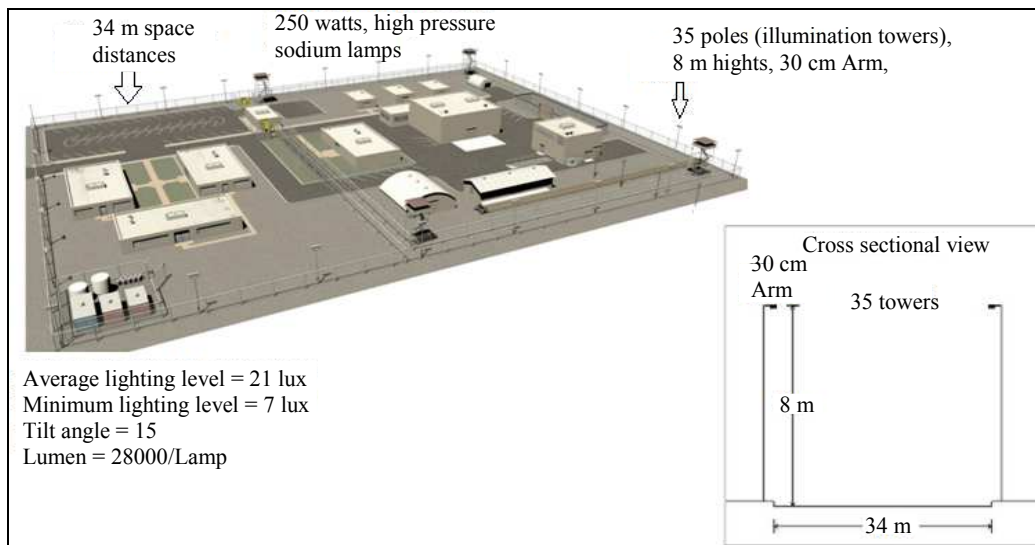 34 m space
distances
250 watts, high pressure
sodium lamps
35 poles (illumination towers),
8 m hights, 30 cm Arm,
Average lighting level = 21 lux
Minimum lighting level = 7 lux
Tilt angle = 15
Lumen = 28000/Lamp
Cross sectional view
30 cm
Arm
35 towers
8 m
34 m